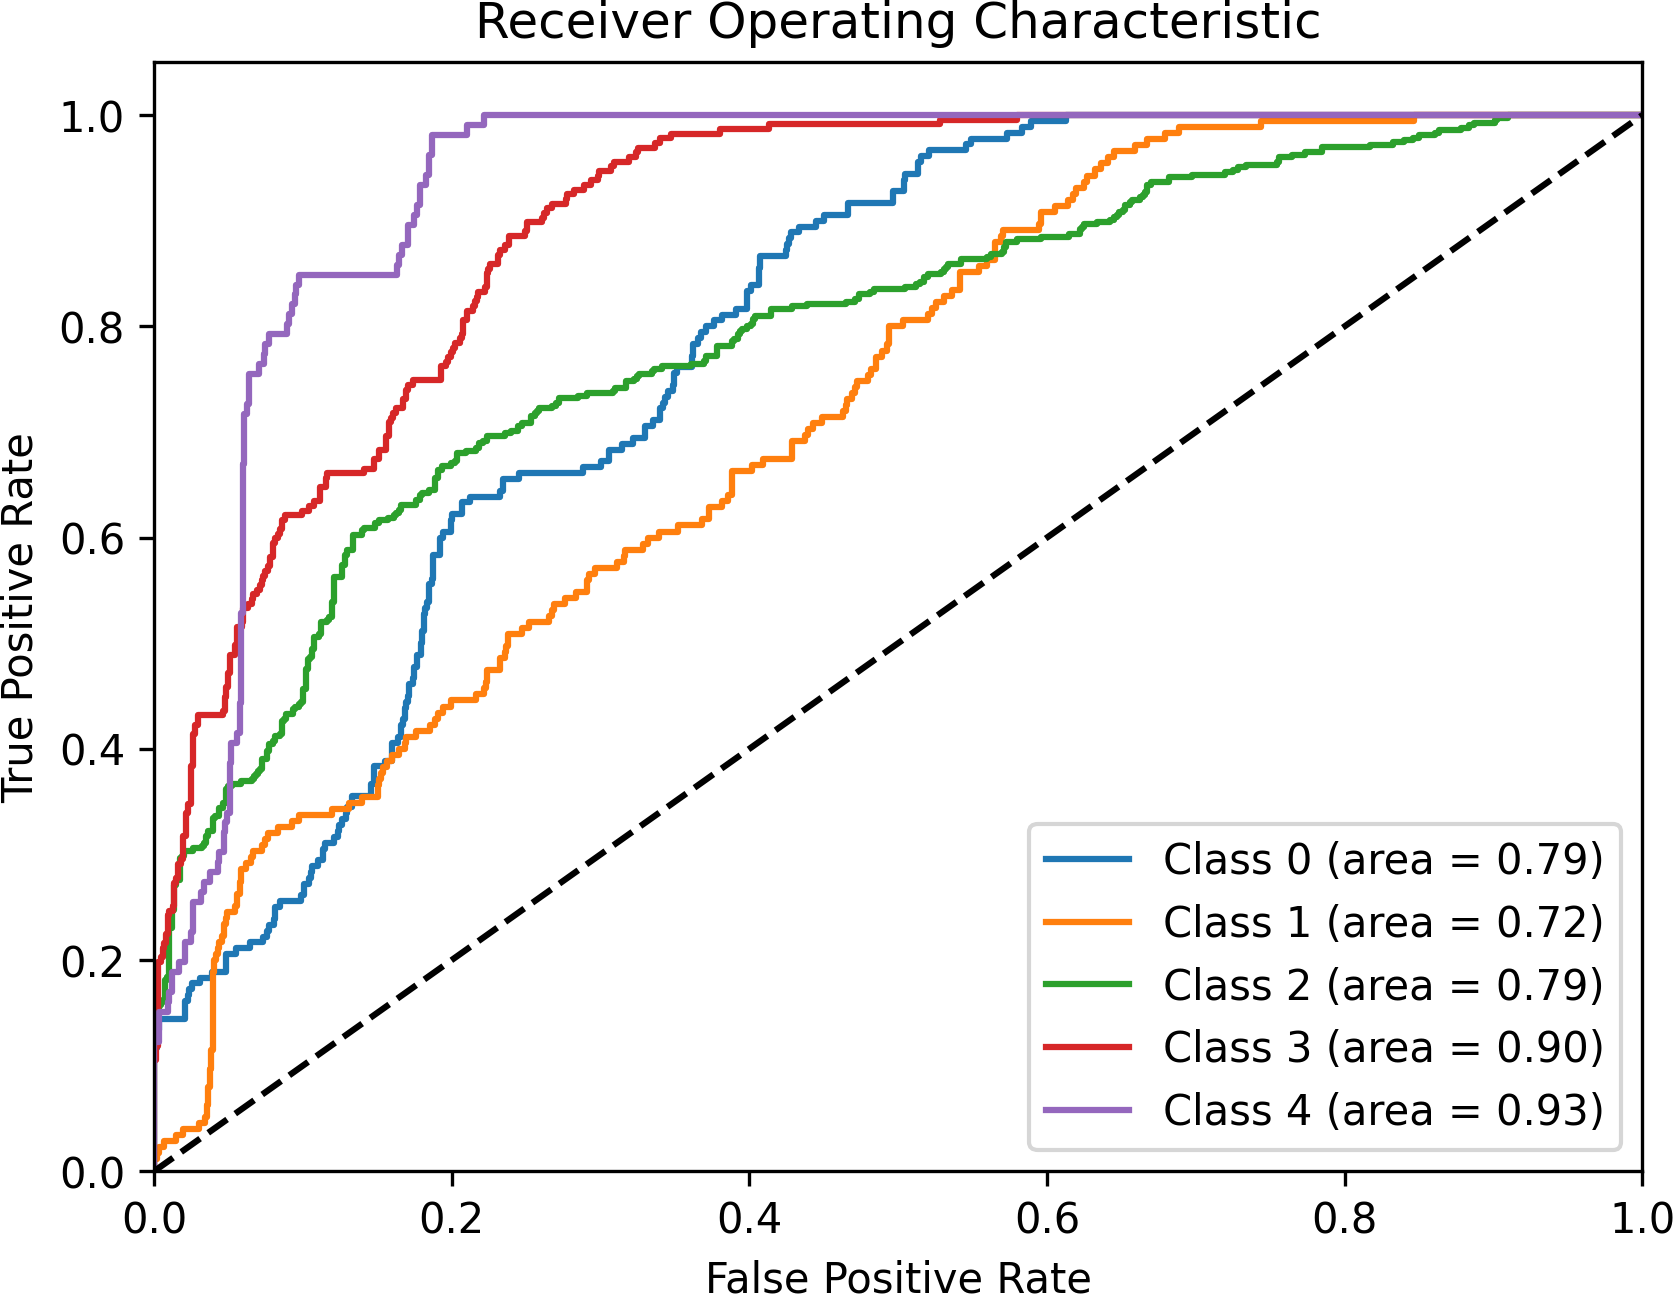 Receiver Operating Characteristic
1.0
0.8
0.6
0.4
0.2
0.0
True Positive Rate
Class 0 (area = 0.79)
Class 1 (area = 0.72)
Class 2 (area = 0.79)
Class 3 (area = 0.90)
Class 4 (area = 0.93)
0.0 0.2 0.4 0.6 0.8 1.0
False Positive Rate